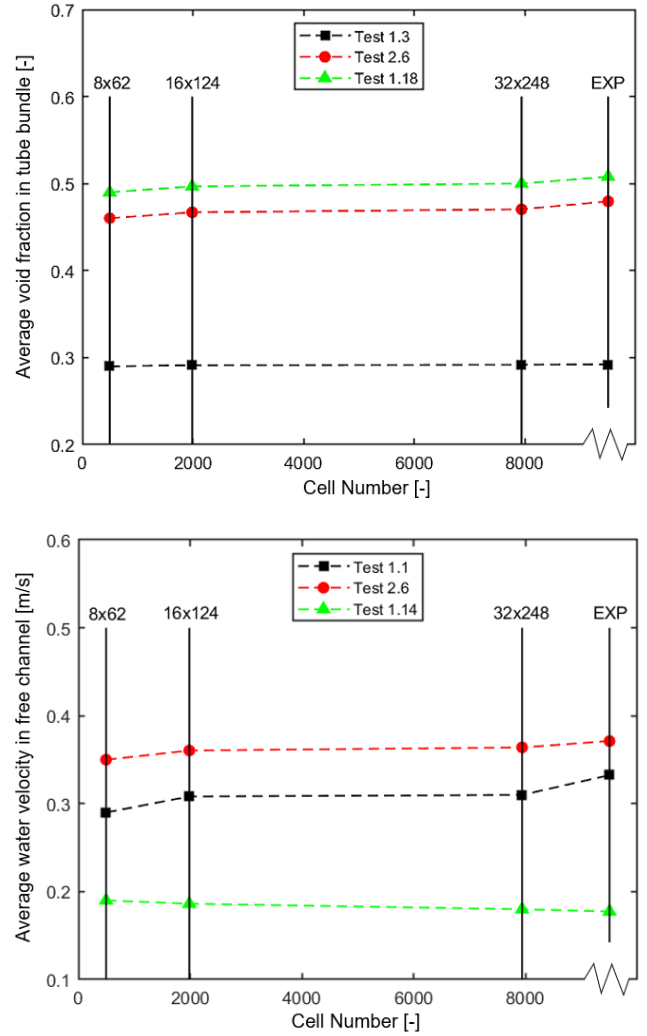 0.7
Test 1.3
Test 2.6
Test 1.18
8x62 16x124 32x248 EXP
0.6
0.5
0.4
0.3
0.2
0 2000 4000 6000 8000
Average void fraction in tube bundle [-]
Cell Number [-]
0.6
Test 1.1
Test 2.6
Test 1.14
8x62 16x124 32x248 EXP
0.5
0.4
0.3
0.2
0.1
0 2000 4000 6000 8000
Average water velocity in free channel [m/s]
Cell Number [-]